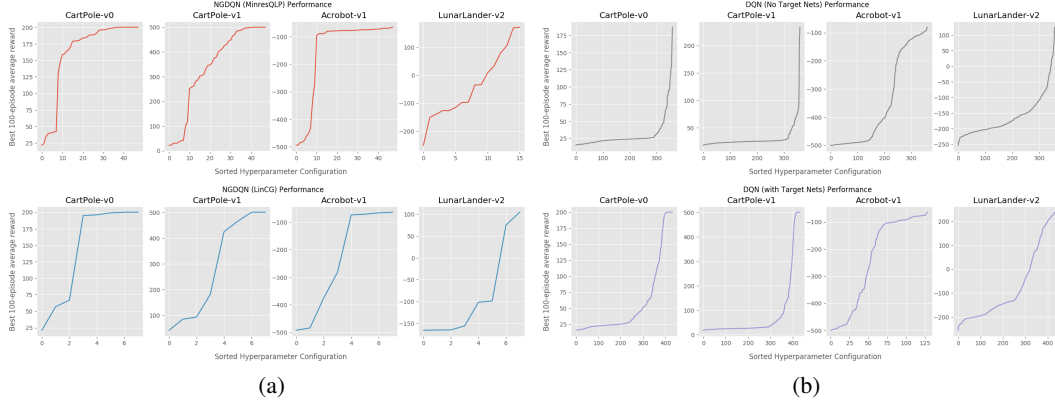 NGDQN (MinresQLP) Performance
CartPole-v0 CartPole-v1 Acrobot-v1 LunarLander-v2
Best 100-episode average reward
200 175 150 125 100 75 50 25
500 400 300 200 100 0
-100 -200 -300 -400 -500
100 0 -100 -200
0 10 20 30 40
0 10 20 30 40
0 10 20 30 40
0 5 10 15
Sorted Hyperparameter Configuration
NGDQN (LinCG) Performance
CartPole-v0 CartPole-v1 Acrobot-v1 LunarLander-v2
Best 100-episode average reward
200 175 150 125 100 75 50 25
500 400 300 200 100
-100 -200 -300 -400 -500
100 50 0 -50 -100 -150
0 2 4 6
0 2 4 6
0 2 4 6
0 2 4 6
Sorted Hyperparameter Configuration
(a)
DQN (No Target Nets) Performance
CartPole-v0 CartPole-v1 Acrobot-v1 LunarLander-v2
Best 100-episode average reward
175 150 125 100 75 50 25
200 150 100 50
-100 -200 -300 -400 -500
150 100 50 0 -50 -100 -150 -200 -250
0 100 200 300
0 100 200 300
0 100 200 300
0 100 200 300
Sorted Hyperparameter Configuration
DQN (with Target Nets) Performance
CartPole-v0 CartPole-v1 Acrobot-v1 LunarLander-v2
Best 100-episode average reward
200 175 150 125 100 75 50 25
500 400 300 200 100 0
-100 -200 -300 -400 -500
200 100 0 -100 -200
0 100 200 300 400
0 100 200 300 400
0 25 50 75 100 125
0 100 200 300 400
Sorted Hyperparameter Configuration
(b)